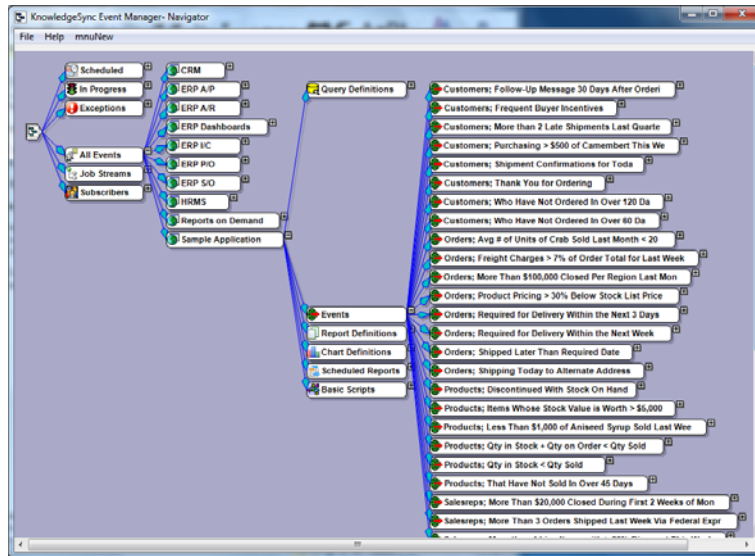 KnowledgeSync Event Manager- Navigator
File Help mnuNew
Scheduled
In Progress
Exceptions
All Events
Job Streams
Subscribers
CRM
ERP A/P
ERP A/R
ERP Dashboards
ERP I/C
ERP P/O
ERP S/O
HRMS
Reports on Demand
Sample Application
Query Definitions
Events
Report Definitions
Chart Definitions
Scheduled Reports
Basic Scripts
Customers; Follow-Up Message 30 Days After Orderi
Customers; Frequent Buyer Incentives
Customers; More than 2 Late Shipments Last Quarte
Customers; Purchasing > $500 of Camembert This We
Customers; Shipment Confirmations for Toda
Customers; Thank You for Ordering
Customers; Who Have Not Ordered In Over 120 Da
Customers; Who Have Not Ordered In Over 60 Da
Orders; Avg # of Units of Crab Sold Last Month < 20
Orders; Freight Charges > 7% of Order Total for Last Week
Orders; More Than $100,000 Closed Per Region Last Mon
Orders; Product Pricing > 30% Below Stock List Price
Orders; Required for Delivery Within the Next 3 Days
Orders; Required for Delivery Within the Next Week
Orders; Shipped Later Than Required Date
Orders; Shipping Today to Alternate Address
Products; Discontinued With Stock On Hand
Products; Items Whose Stock Value is Worth > $5,000
Products; Less Than $1,000 of Aniseed Syrup Sold Last Wee
Products; Qty in Stock + Qty on Order < Qty Sold
Products; Qty in Stock < Qty Sold
Products; That Have Not Sold In Over 45 Days
Salesreps; More Than $20,000 Closed During First 2 Weeks of Mon
Salesreps; More Than 3 Orders Shipped Last Week Via Federal Expr